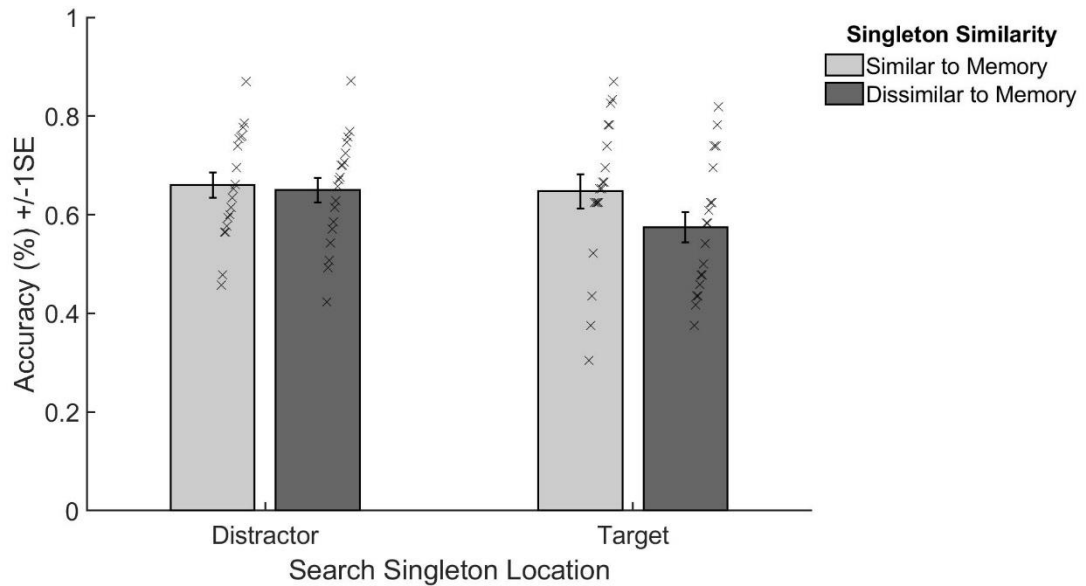 1
0.8
0.6
0.4
0.2
0
Accuracy (%) +/-1SE
Distractor
Target
Search Singleton Location
Singleton Similarity
Similar to Memory
Dissimilar to Memory